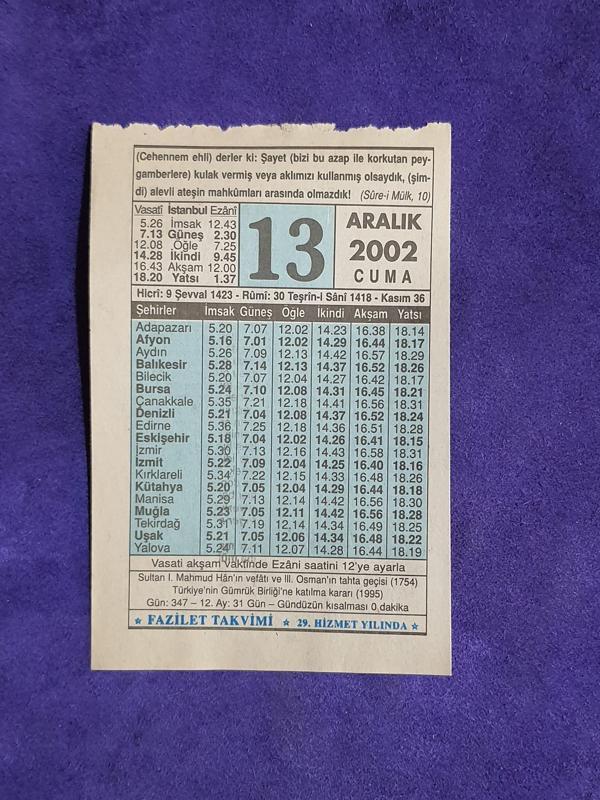 (Cehennem ehli) derler ki: Şayet (bizi bu azap ile korkutan pey-
gamberlere) kulak vermiş veya aklımızı kullanmış olsaydık, (şim-
di) alevli ateşin mahkûmları arasında olmazdık! (Sûre-i Mülk, 10)
Vasatî İstanbul Ezânî
5.26 İmsak 12.43
7.13 Güneş 2.30
12.08 Öğle 7.25
14.28 İkindi 9.45
16.43 Akşam 12.00
18.20 Yatsı 1.37
13
ARALIK
2002
CUMA
Hicrî: 9 Şevval 1423 - Rûmî: 30 Teşrîn-i Sânî 1418 - Kasım 36
Şehirler İmsak Güneş Öğle İkindi Akşam Yatsı
Adapazarı 5.20 7.07 12.02 14.23 16.38 18.14
Afyon 5.16 7.01 12.02 14.29 16.44 18.17
Aydın 5.26 7.09 12.13 14.42 16.57 18.29
Balıkesir 5.28 7.14 12.13 14.37 16.52 18.26
Bilecik 5.20 7.07 12.04 14.27 16.42 18.17
Bursa 5.24 7.10 12.08 14.31 16.45 18.21
Çanakkale 5.35 7.21 12.18 14.41 16.56 18.31
Denizli 5.21 7.04 12.08 14.37 16.52 18.24
Edirne 5.36 7.25 12.18 14.36 16.51 18.28
Eskişehir 5.18 7.04 12.02 14.26 16.41 18.15
İzmir 5.30 7.13 12.16 14.43 16.58 18.31
İzmit 5.22 7.09 12.04 14.25 16.40 18.16
Kırklareli 5.34 7.22 12.15 14.33 16.48 18.26
Kütahya 5.20 7.05 12.04 14.29 16.44 18.18
Manisa 5.29 7.13 12.14 14.42 16.56 18.30
Muğla 5.23 7.05 12.11 14.42 16.56 18.28
Tekirdağ 5.31 7.19 12.14 14.34 16.49 18.25
Uşak 5.21 7.05 12.06 14.34 16.48 18.22
Yalova 5.24 7.11 12.07 14.28 16.44 18.19
Vasati akşam vaktinde Ezâni saatini 12'ye ayarla
Sultan I. Mahmud Hân'ın vefâtı ve III. Osman'ın tahta geçişi (1754)
Türkiye'nin Gümrük Birliği'ne katılma kararı (1995)
Gün: 347 – 12. Ay: 31 Gün – Gündüzün kısalması 0 dakika
FAZİLET TAKVİMİ 29. HİZMET YILINDA